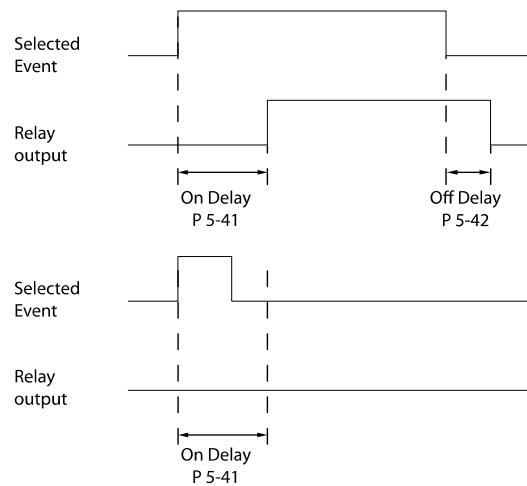 Selected
Event
Relay
output
On Delay
P 5-41
Off Delay
P 5-42
Selected
Event
Relay
output
On Delay
P 5-41